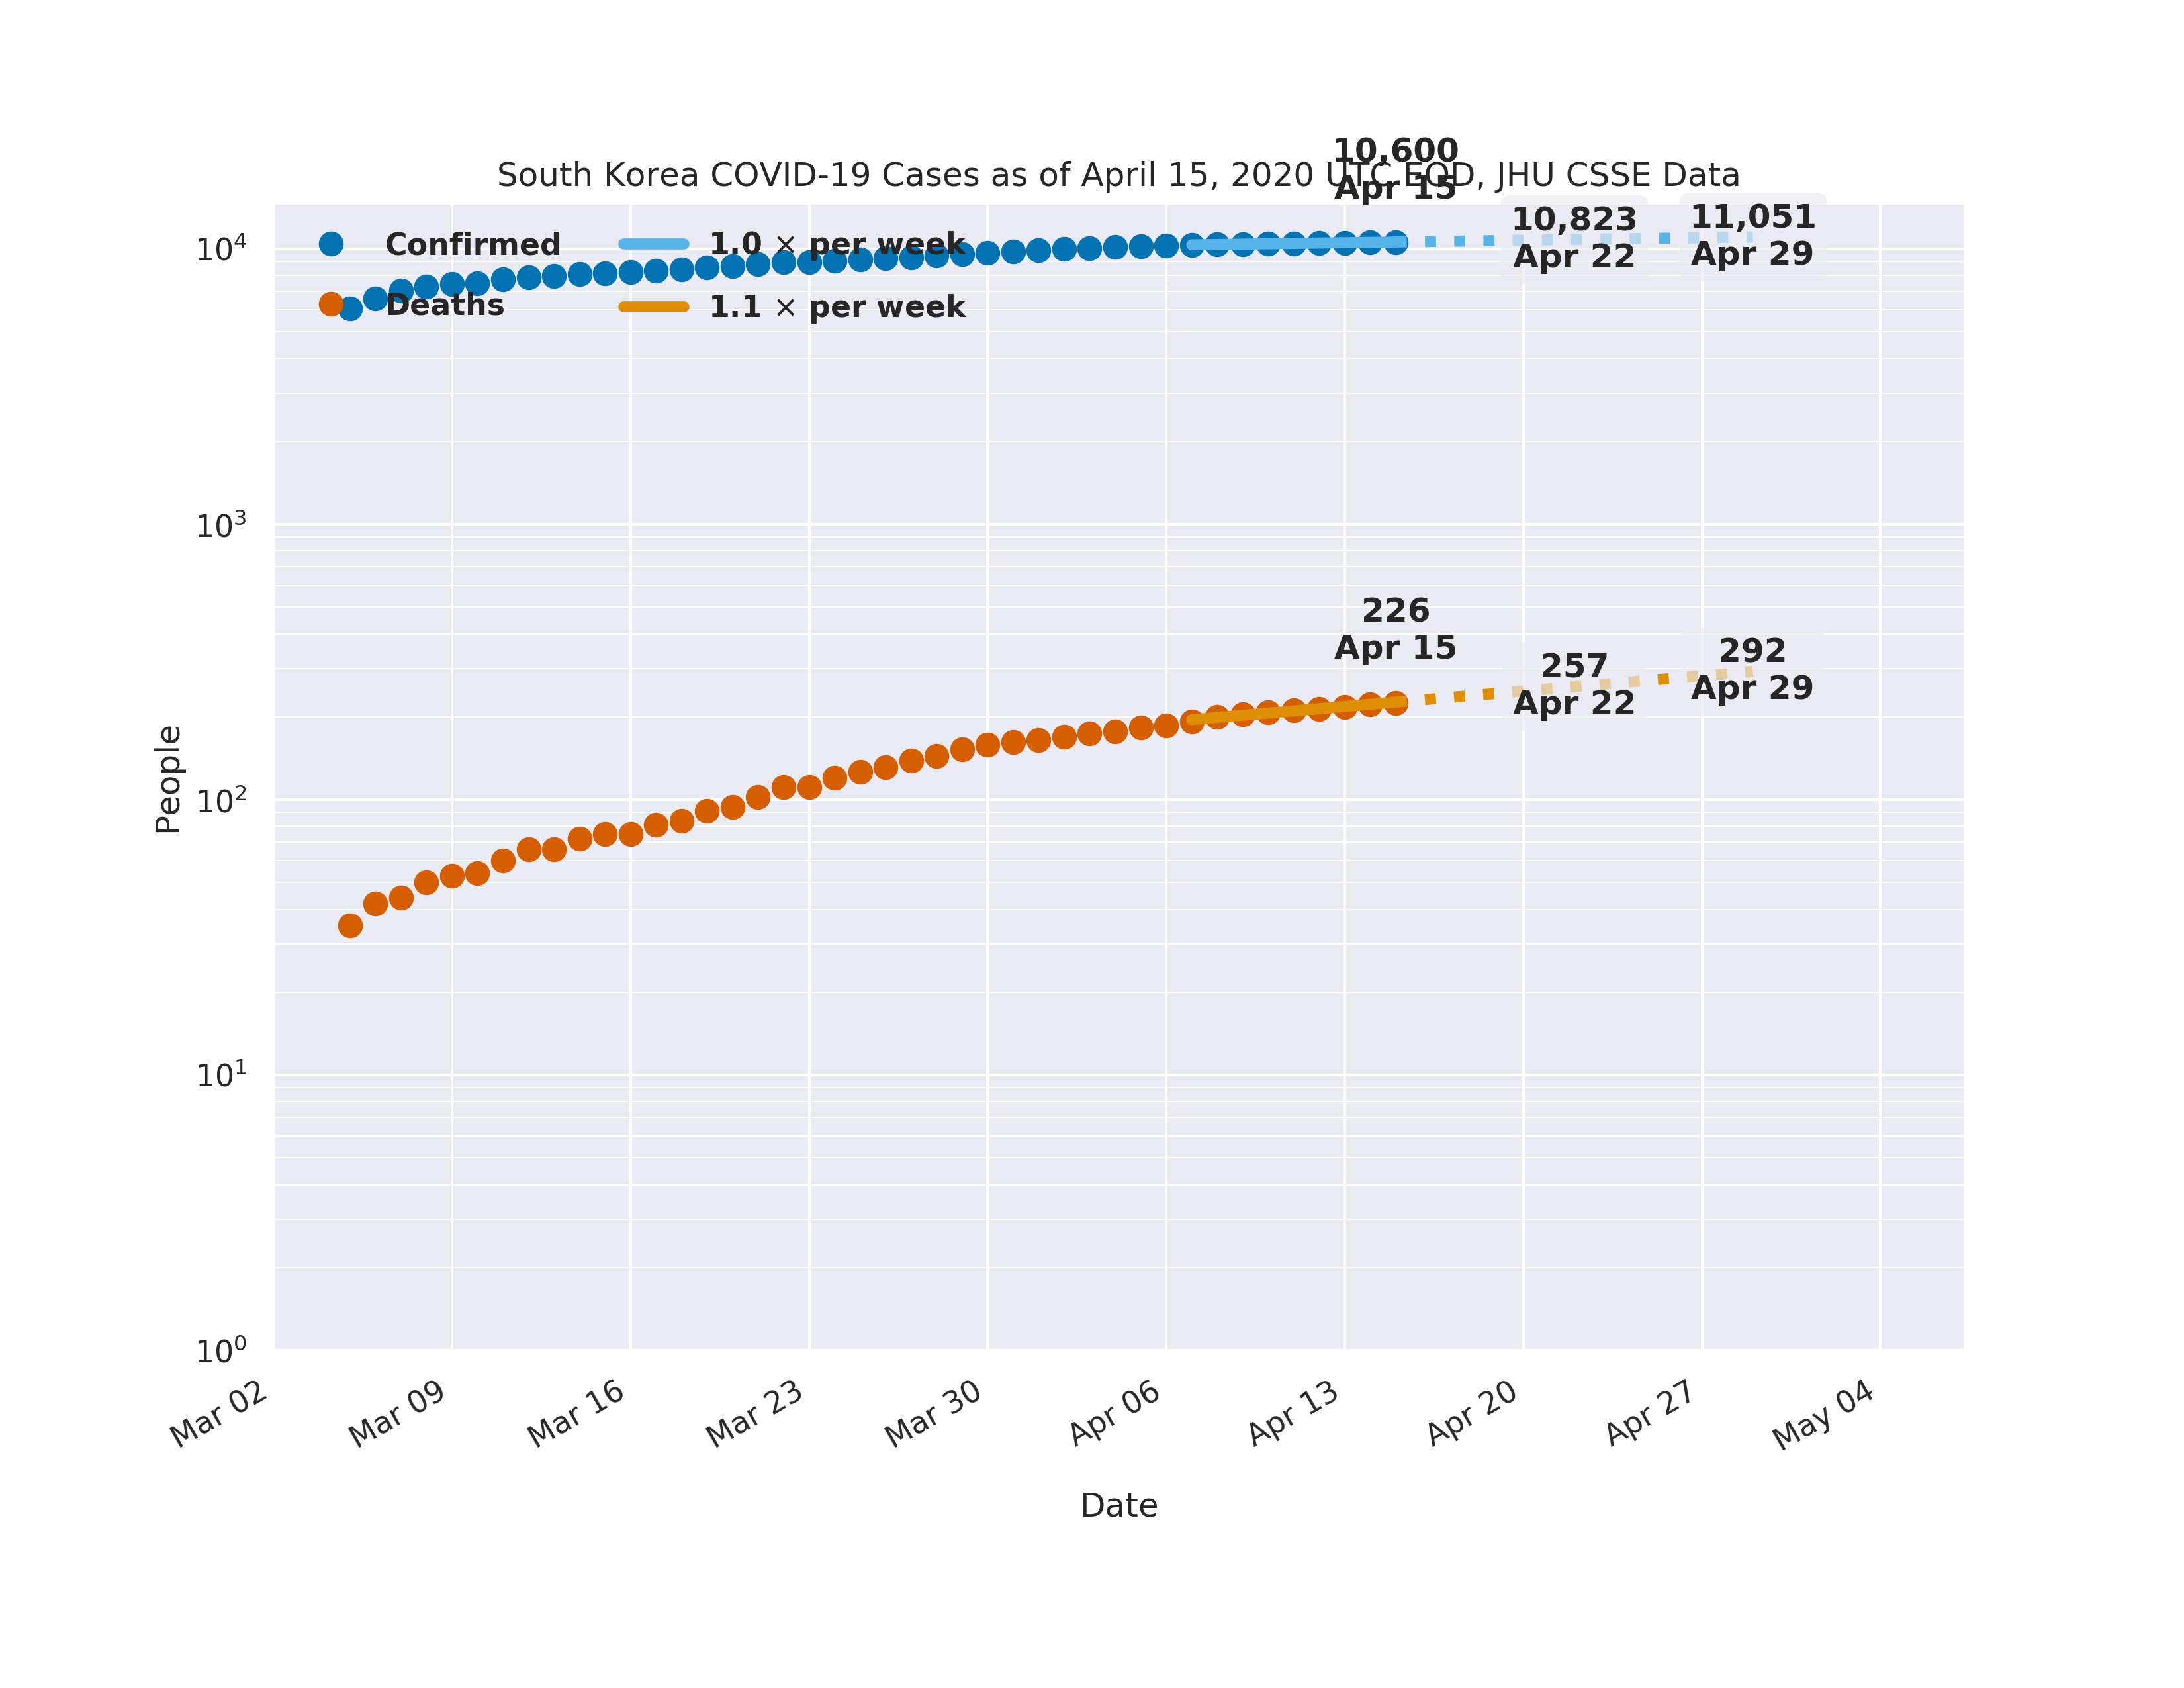 10,600
Apr 15
South Korea COVID-19 Cases as of April 15, 2020 UTC EOD, JHU CSSE Data
10,823
Apr 22
11,051
Apr 29
Confirmed
1.0 × per week
Deaths
1.1 × per week
226
Apr 15
257
Apr 22
292
Apr 29
10⁴
10³
10²
10¹
10⁰
People
Mar 02
Mar 09
Mar 16
Mar 23
Mar 30
Apr 06
Apr 13
Apr 20
Apr 27
May 04
Date